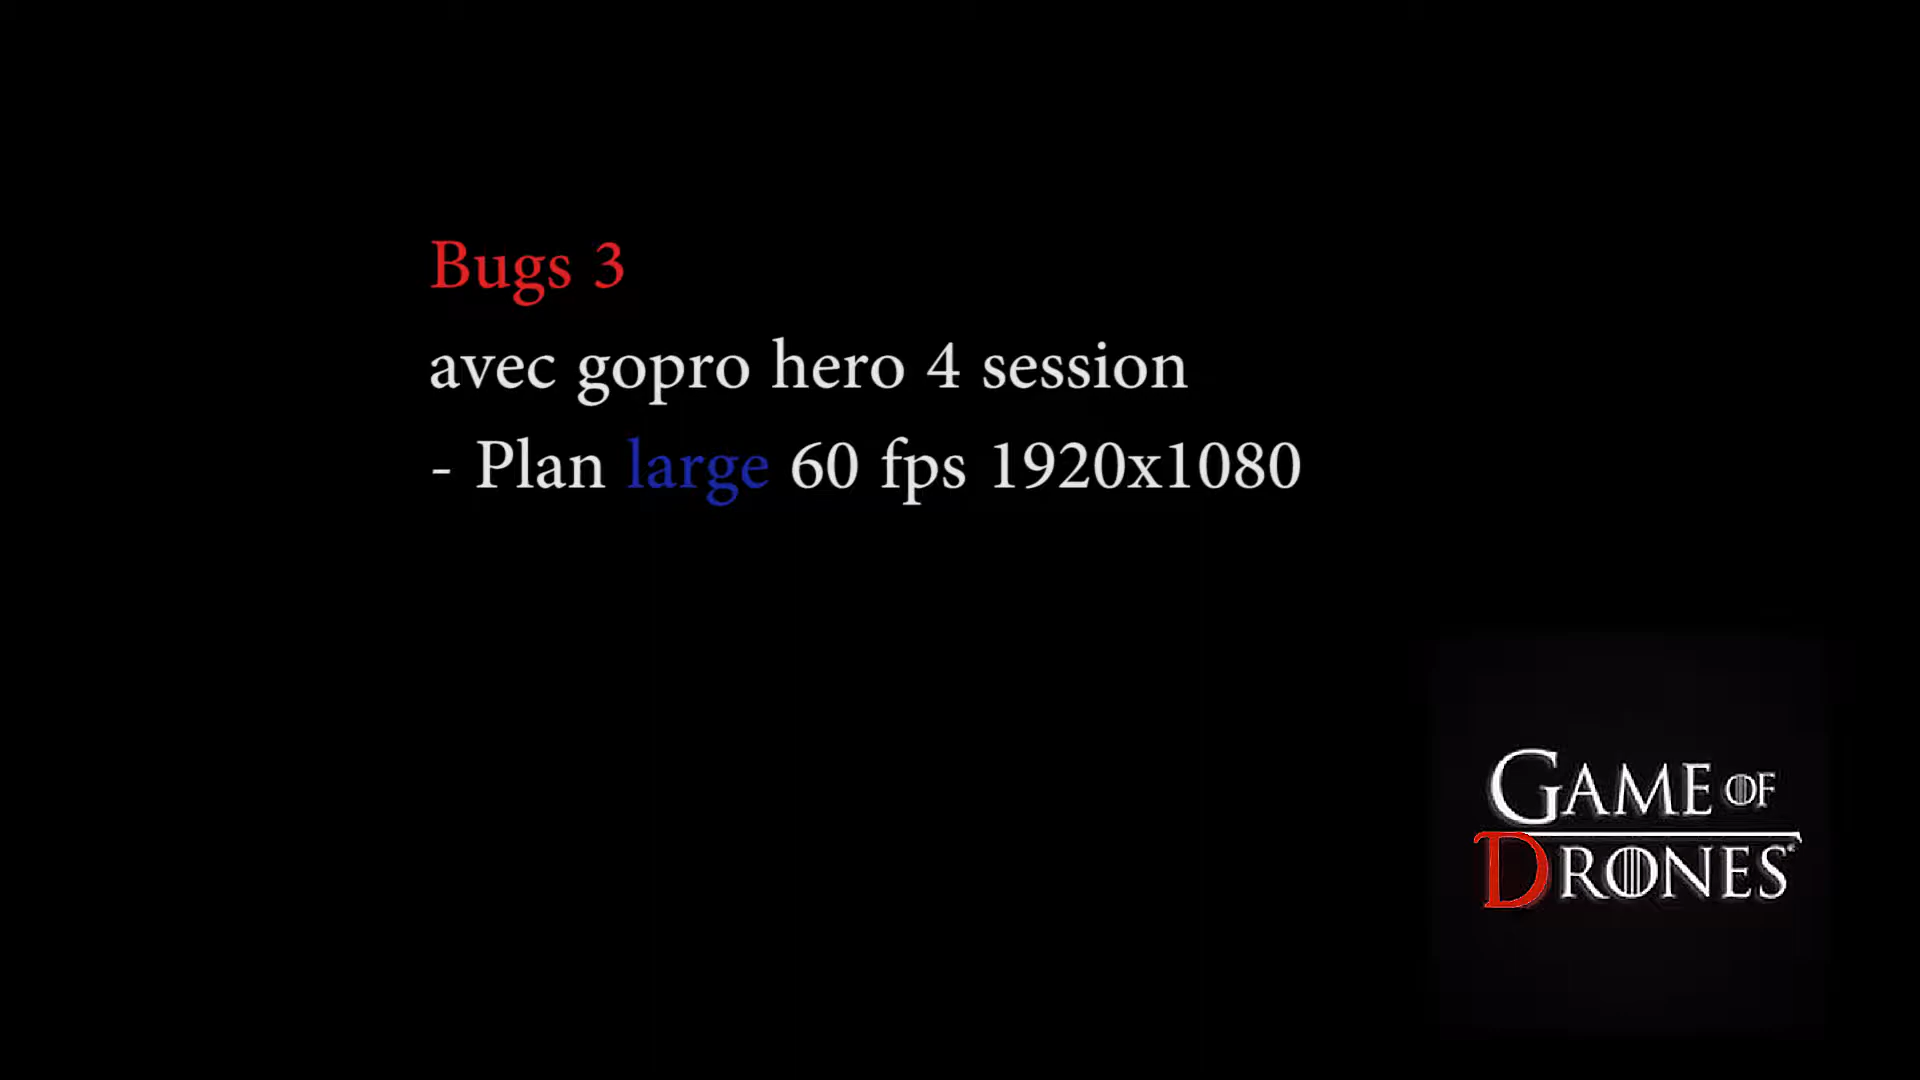 Bugs 3
avec gopro hero 4 session
- Plan large 60 fps 1920x1080
GAME OF
DRONES